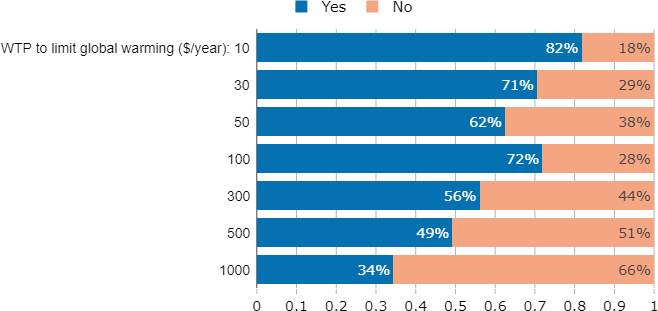 Yes No
WTP to limit global warming ($/year): 10 82% 18%
30 71% 29%
50 62% 38%
100 72% 28%
300 56% 44%
500 49% 51%
1000 34% 66%
0 0.1 0.2 0.3 0.4 0.5 0.6 0.7 0.8 0.9 1